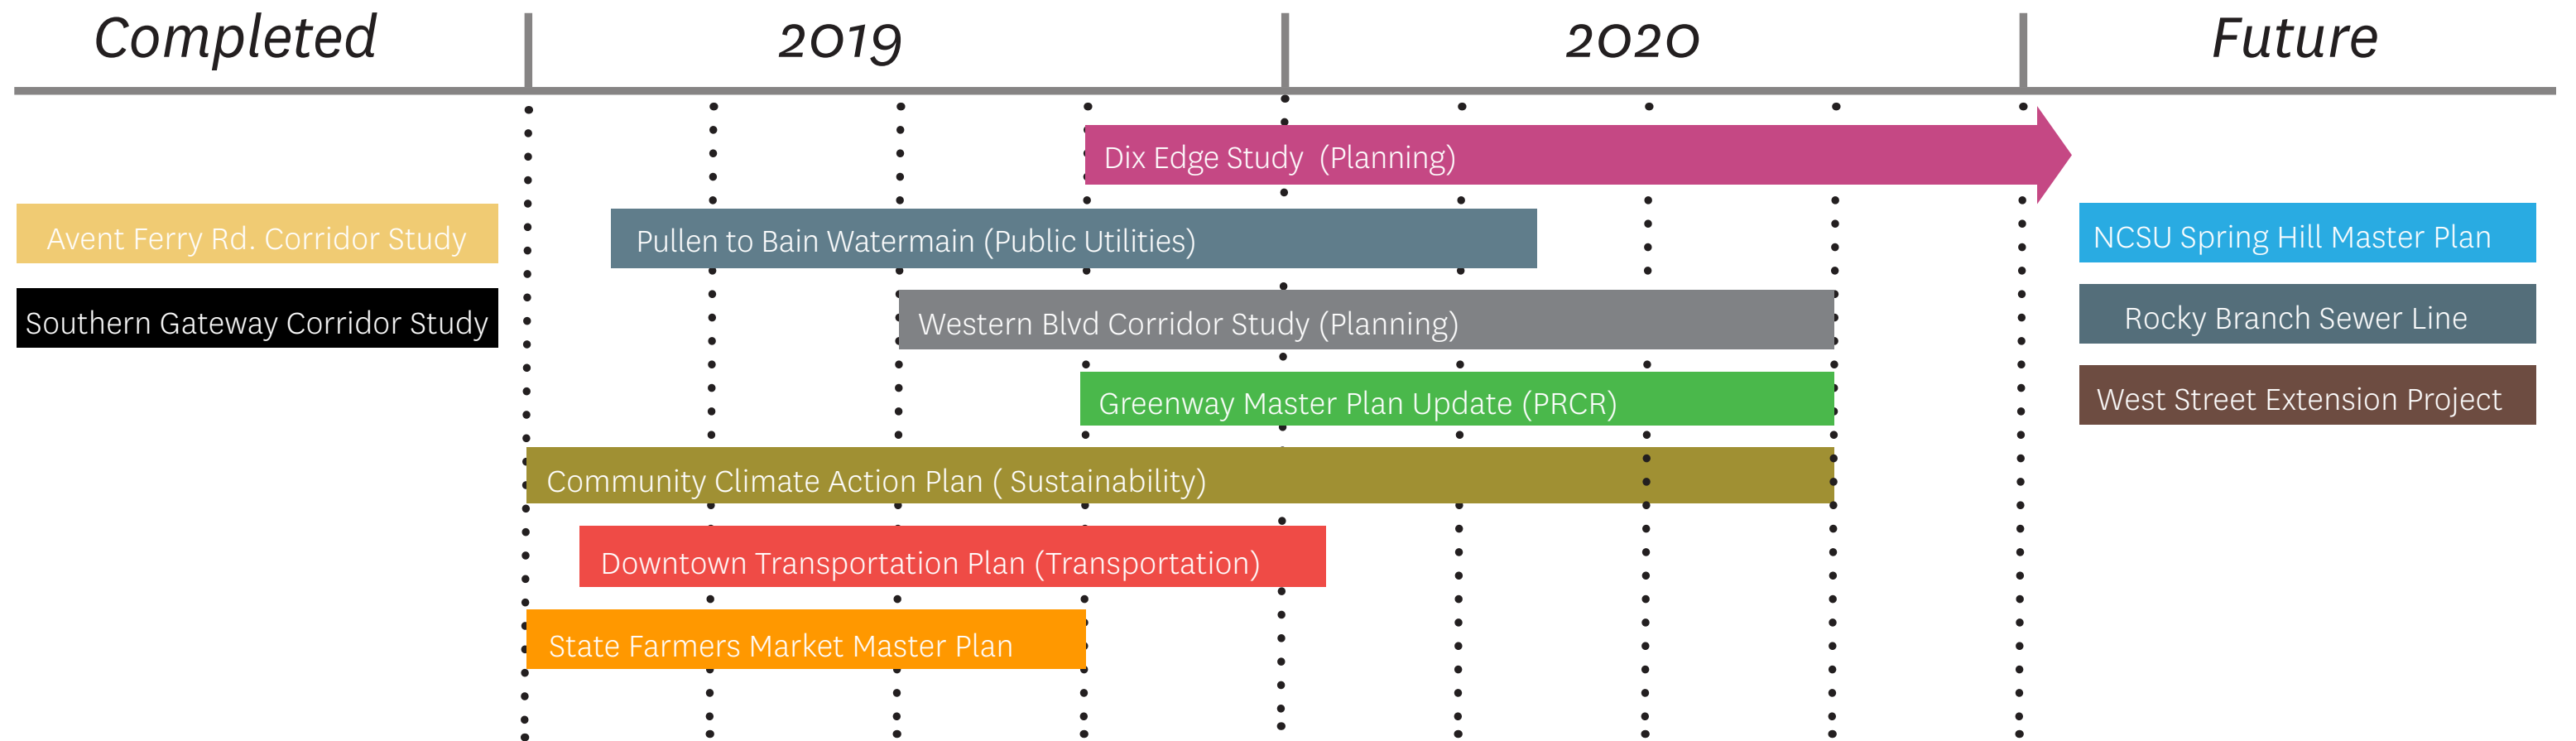 Completed 2019 2020 Future
Dix Edge Study (Planning)
Avent Ferry Rd. Corridor Study
Pullen to Bain Watermain (Public Utilities)
NCSU Spring Hill Master Plan
Southern Gateway Corridor Study
Western Blvd Corridor Study (Planning)
Rocky Branch Sewer Line
Greenway Master Plan Update (PRCR)
West Street Extension Project
Community Climate Action Plan ( Sustainability)
Downtown Transportation Plan (Transportation)
State Farmers Market Master Plan